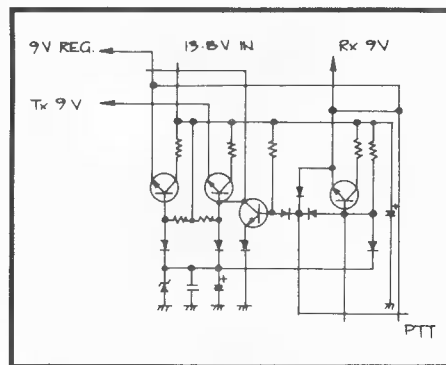 9V REG.
13.8V IN
Rx 9V
Tx 9V
+
+
PTT